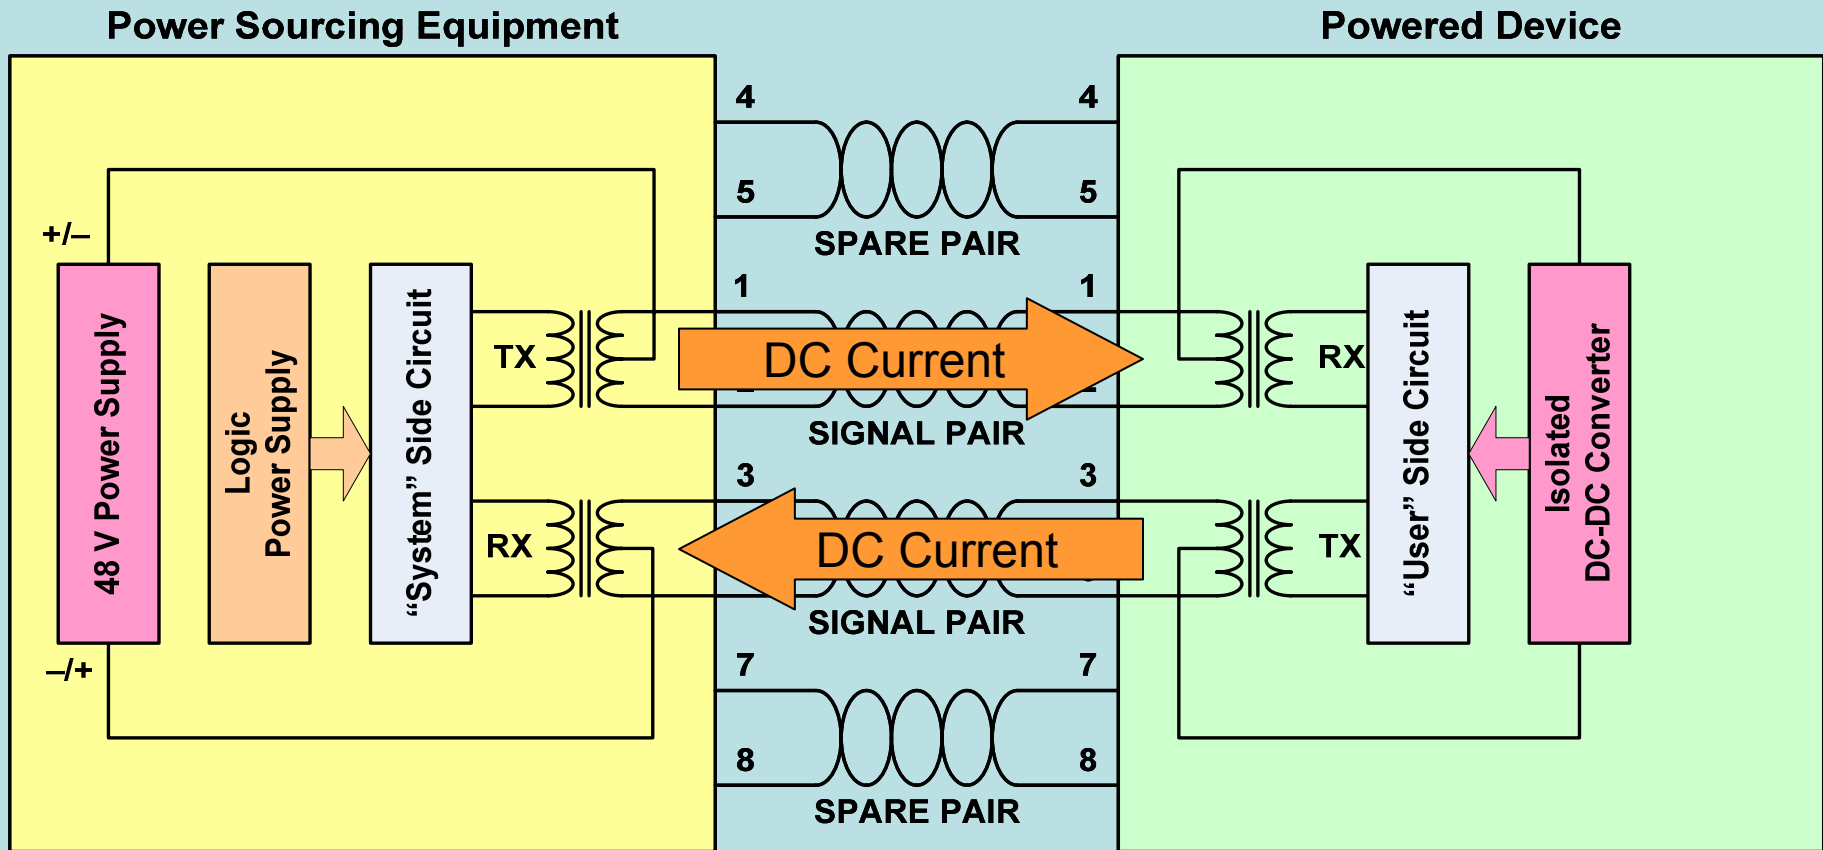 Power Sourcing Equipment
Powered Device
4
4
5
5
SPARE PAIR
+/–
1
1
48 V Power Supply
Logic
Power Supply
“System” Side Circuit
TX
DC Current
RX
“User” Side Circuit
Isolated
DC-DC Converter
SIGNAL PAIR
3
3
RX
DC Current
TX
SIGNAL PAIR
–/+
7
7
8
8
SPARE PAIR